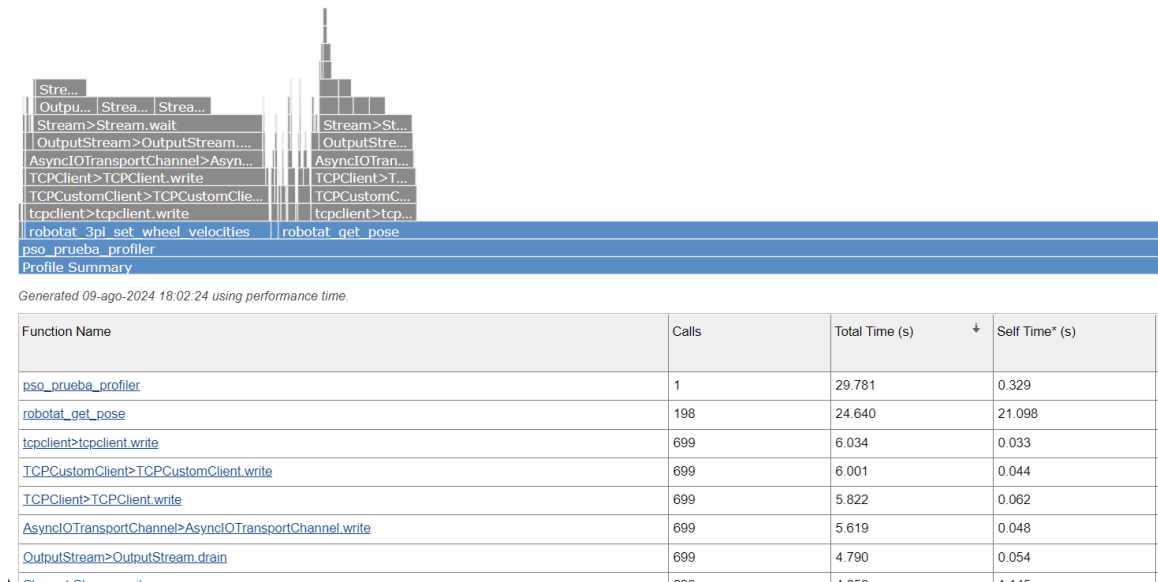 Stre...
Outpu... Strea... Strea...
Stream>Stream.wait Stream>St...
OutputStream>OutputStream.... OutputStre...
AsyncIOTransportChannel>Asyn... AsyncIOTran...
TCPClient>TCPClient.write TCPClient>T...
TCPCustomClient>TCPCustomClie... TCPCustomC...
tcpclient>tcpclient.write tcpclient>tcp...
robotat_3pi_set_wheel_velocities robotat_get_pose
pso_prueba_profiler
Profile Summary
Generated 09-ago-2024 18:02:24 using performance time.
Function Name Calls Total Time (s) Self Time* (s)
pso_prueba_profiler 1 29.781 0.329
robotat_get_pose 198 24.640 21.098
tcpclient>tcpclient.write 699 6.034 0.033
TCPCustomClient>TCPCustomClient.write 699 6.001 0.044
TCPClient>TCPClient.write 699 5.822 0.062
AsyncIOTransportChannel>AsyncIOTransportChannel.write 699 5.619 0.048
OutputStream>OutputStream.drain 699 4.790 0.054